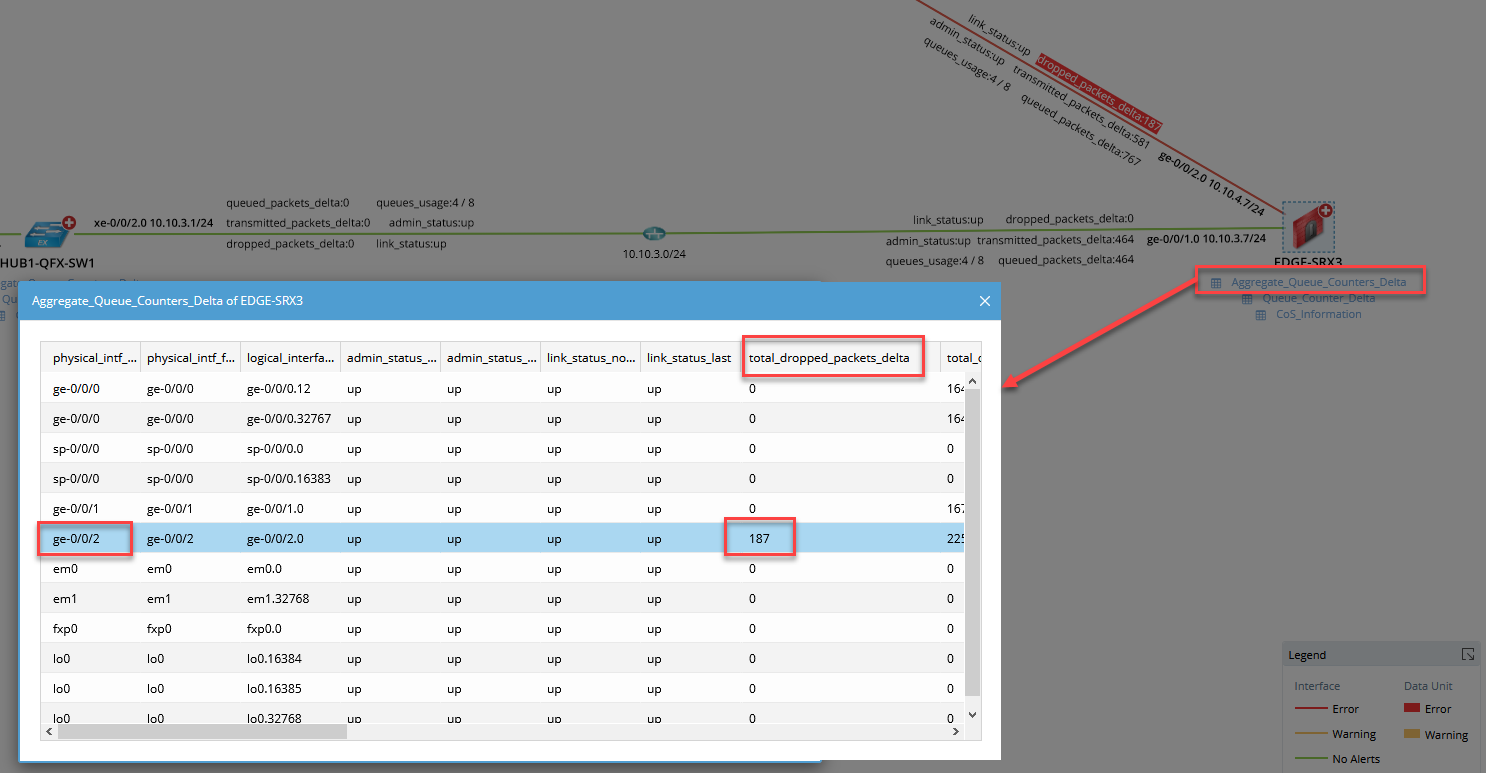 link_status:up
admin_status:up
dropped_packets_delta:187
queues_usage:4 / 8
transmitted_packets_delta:581
queued_packets_delta:767
ge-0/0/2.0 10.10.4.7/24
queued_packets_delta:0 queues_usage:4 / 8
xe-0/0/2.0 10.10.3.1/24 transmitted_packets_delta:0 admin_status:up
dropped_packets_delta:0 link_status:up
EX
HUB1-QFX-SW1
10.10.3.0/24
link_status:up dropped_packets_delta:0
admin_status:up transmitted_packets_delta:464 ge-0/0/1.0 10.10.3.7/24
queues_usage:4 / 8 queued_packets_delta:464
EDGE-SRX3
Aggregate_Queue_Counters_Delta
Queue_Counter_Delta
CoS_Information
Aggregate_Queue_Counters_Delta of EDGE-SRX3
physical_intf_... physical_intf_f... logical_interfa... admin_status_... admin_status_... link_status_no... link_status_last total_dropped_packets_delta total_
ge-0/0/0 ge-0/0/0 ge-0/0/0.12 up up up up 0 164
ge-0/0/0 ge-0/0/0 ge-0/0/0.32767 up up up up 0 164
sp-0/0/0 sp-0/0/0 sp-0/0/0.0 up up up up 0 0
sp-0/0/0 sp-0/0/0 sp-0/0/0.16383 up up up up 0 0
ge-0/0/1 ge-0/0/1 ge-0/0/1.0 up up up up 0 167
ge-0/0/2 ge-0/0/2 ge-0/0/2.0 up up up up 187 225
em0 em0 em0.0 up up up up 0 0
em1 em1 em1.32768 up up up up 0 0
fxp0 fxp0 fxp0.0 up up up up 0 0
lo0 lo0 lo0.16384 up up up up 0 0
lo0 lo0 lo0.16385 up up up up 0 0
lo0 lo0 lo0.32768 up up up up 0 0
Legend
Interface Data Unit
Error Error
Warning Warning
No Alerts